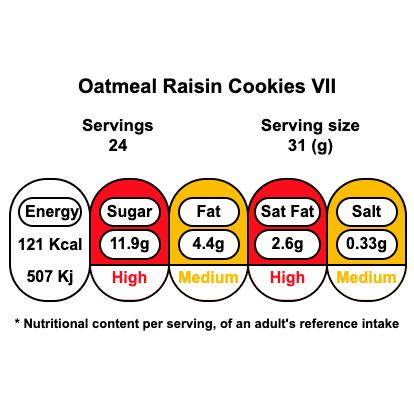 Oatmeal Raisin Cookies VII
Servings Serving size
24 31 (g)
Energy Sugar Fat Sat Fat Salt
121 Kcal 11.9g 4.4g 2.6g 0.33g
507 Kj High Medium High Medium
* Nutritional content per serving, of an adult's reference intake